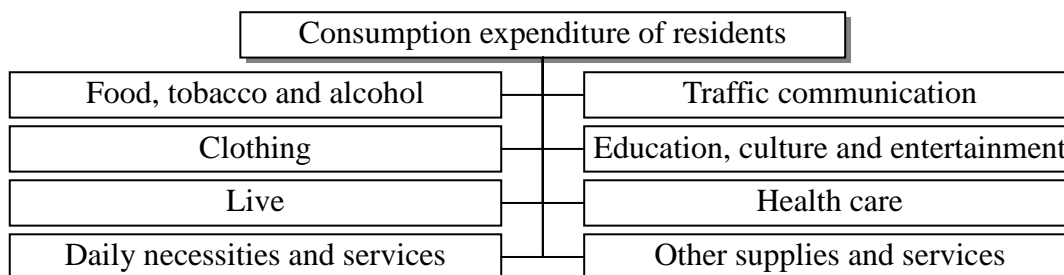 Consumption expenditure of residents
Food, tobacco and alcohol
Traffic communication
Clothing
Education, culture and entertainment
Live
Health care
Daily necessities and services
Other supplies and services